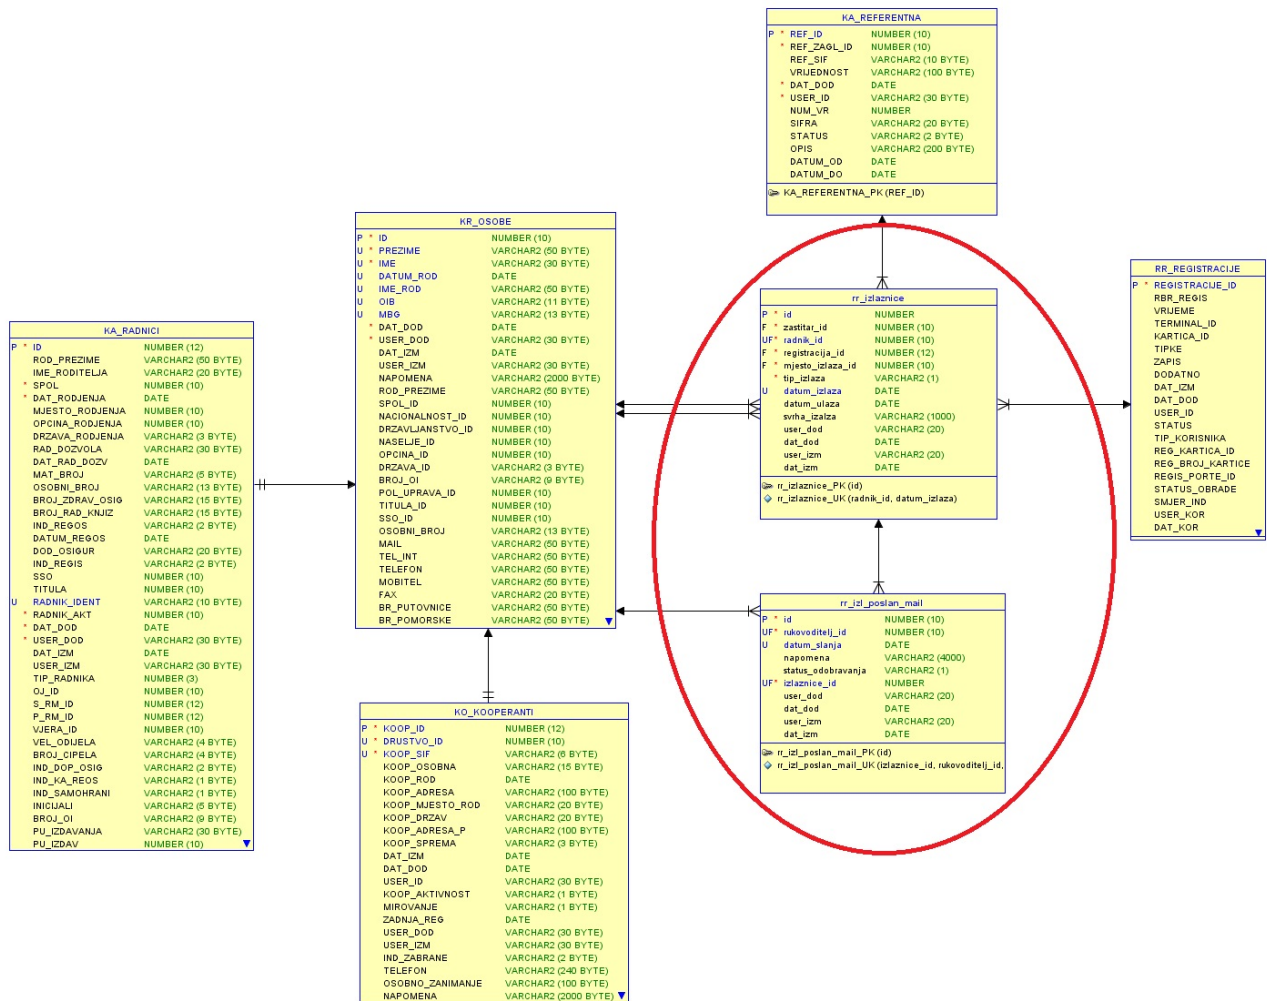 KA_REFERENTNA
P * REF_ID NUMBER (10)
* REF_ZAGL_ID NUMBER (10)
REF_SIF VARCHAR2 (10 BYTE)
VRIJEDNOST VARCHAR2 (100 BYTE)
* DAT_DOD DATE
* USER_ID VARCHAR2 (30 BYTE)
NUM_VR NUMBER
SIFRA VARCHAR2 (20 BYTE)
STATUS VARCHAR2 (2 BYTE)
OPIS VARCHAR2 (200 BYTE)
DATUM_OD DATE
DATUM_DO DATE
KA_REFERENTNA_PK (REF_ID)
KR_OSOBE
P * ID NUMBER (10)
U * PREZIME VARCHAR2 (50 BYTE)
U * IME VARCHAR2 (30 BYTE)
U DATUM_ROD DATE
U IME_ROD VARCHAR2 (50 BYTE)
U OIB VARCHAR2 (11 BYTE)
U MBG VARCHAR2 (13 BYTE)
* DAT_DOD DATE
* USER_DOD VARCHAR2 (30 BYTE)
DAT_IZM DATE
USER_IZM VARCHAR2 (30 BYTE)
NAPOMENA VARCHAR2 (2000 BYTE)
ROD_PREZIME VARCHAR2 (50 BYTE)
SPOL_ID NUMBER (10)
NACIONALNOST_ID NUMBER (10)
DRZAVLJANSTVO_ID NUMBER (10)
NASELJE_ID NUMBER (10)
OPCINA_ID NUMBER (10)
DRZAVA_ID VARCHAR2 (3 BYTE)
BROJ_OI VARCHAR2 (9 BYTE)
POL_UPRAVA_ID NUMBER (10)
TITULA_ID NUMBER (10)
SSO_ID NUMBER (10)
OSOBNI_BROJ VARCHAR2 (13 BYTE)
MAIL VARCHAR2 (50 BYTE)
TEL_INT VARCHAR2 (50 BYTE)
TELEFON VARCHAR2 (50 BYTE)
MOBITEL VARCHAR2 (50 BYTE)
FAX VARCHAR2 (20 BYTE)
BR_PUTOVNICE VARCHAR2 (50 BYTE)
BR_POMORSKE VARCHAR2 (50 BYTE)
RR_REGISTRACIJE
P * REGISTRACIJE_ID
RBR_REGIS
VRIJEME
TERMINAL_ID
KARTICA_ID
TIPKE
ZAPIS
DODATNO
DAT_IZM
DAT_DOD
USER_ID
STATUS
TIP_KORISNIKA
REG_KARTICA_ID
REG_BROJ_KARTICE
REGIS_PORTE_ID
STATUS_OBRADE
SMJER_IND
USER_KOR
DAT_KOR
rr_izlaznice
P * id NUMBER
F * zastitar_id NUMBER (10)
UF* radnik_id NUMBER (10)
F * registracija_id NUMBER (12)
F * mjesto_izlaza_id NUMBER (10)
* tip_izlaza VARCHAR2 (1)
U datum_izlaza DATE
datum_ulaza DATE
svrha_izalza VARCHAR2 (1000)
user_dod VARCHAR2 (20)
dat_dod DATE
user_izm VARCHAR2 (20)
dat_izm DATE
rr_izlaznice_PK (id)
rr_izlaznice_UK (radnik_id, datum_izlaza)
KA_RADNICI
P * ID NUMBER (12)
ROD_PREZIME VARCHAR2 (50 BYTE)
IME_RODITELJA VARCHAR2 (20 BYTE)
* SPOL NUMBER (10)
* DAT_RODJENJA DATE
MJESTO_RODJENJA NUMBER (10)
OPCINA_RODJENJA NUMBER (10)
DRZAVA_RODJENJA VARCHAR2 (3 BYTE)
RAD_DOZVOLA VARCHAR2 (30 BYTE)
DAT_RAD_DOZV DATE
MAT_BROJ VARCHAR2 (5 BYTE)
OSOBNI_BROJ VARCHAR2 (13 BYTE)
BROJ_ZDRAV_OSIG VARCHAR2 (15 BYTE)
BROJ_RAD_KNJIZ VARCHAR2 (15 BYTE)
IND_REGOS VARCHAR2 (2 BYTE)
DATUM_REGOS DATE
DOD_OSIGUR VARCHAR2 (20 BYTE)
IND_REGIS VARCHAR2 (2 BYTE)
SSO NUMBER (10)
TITULA NUMBER (10)
U RADNIK_IDENT VARCHAR2 (10 BYTE)
* RADNIK_AKT NUMBER (10)
* DAT_DOD DATE
* USER_DOD VARCHAR2 (30 BYTE)
DAT_IZM DATE
USER_IZM VARCHAR2 (30 BYTE)
TIP_RADNIKA NUMBER (3)
OJ_ID NUMBER (10)
S_RM_ID NUMBER (12)
P_RM_ID NUMBER (12)
VJERA_ID NUMBER (10)
VEL_ODIJELA VARCHAR2 (4 BYTE)
BROJ_CIPELA VARCHAR2 (4 BYTE)
IND_DOP_OSIG VARCHAR2 (2 BYTE)
IND_KA_REOS VARCHAR2 (1 BYTE)
IND_SAMOHRANI VARCHAR2 (1 BYTE)
INICIJALI VARCHAR2 (5 BYTE)
BROJ_OI VARCHAR2 (9 BYTE)
PU_IZDAVANJA VARCHAR2 (30 BYTE)
PU_IZDAV NUMBER (10)
rr_izl_poslan_mail
P * id NUMBER (10)
UF* rukovoditelj_id NUMBER (10)
U datum_slanja DATE
napomena VARCHAR2 (4000)
status_odobravanja VARCHAR2 (1)
UF* izlaznice_id NUMBER
user_dod VARCHAR2 (20)
dat_dod DATE
user_izm VARCHAR2 (20)
dat_izm DATE
rr_izl_poslan_mail_PK (id)
rr_izl_poslan_mail_UK (izlaznice_id, rukovoditelj_id,
KO_KOOPERANTI
P * KOOP_ID NUMBER (12)
U * DRUSTVO_ID NUMBER (10)
U * KOOP_SIF VARCHAR2 (6 BYTE)
KOOP_OSOBNA VARCHAR2 (15 BYTE)
KOOP_ROD DATE
KOOP_ADRESA VARCHAR2 (100 BYTE)
KOOP_MJESTO_ROD VARCHAR2 (20 BYTE)
KOOP_DRZAV VARCHAR2 (20 BYTE)
KOOP_ADRESA_P VARCHAR2 (100 BYTE)
KOOP_SPREMA VARCHAR2 (3 BYTE)
DAT_IZM DATE
DAT_DOD DATE
USER_ID VARCHAR2 (30 BYTE)
KOOP_AKTIVNOST VARCHAR2 (1 BYTE)
MIROVANJE VARCHAR2 (1 BYTE)
ZADNJA_REG DATE
USER_DOD VARCHAR2 (30 BYTE)
USER_IZM VARCHAR2 (30 BYTE)
IND_ZABRANE VARCHAR2 (2 BYTE)
TELEFON VARCHAR2 (240 BYTE)
OSOBNO_ZANIMANJE VARCHAR2 (100 BYTE)
NAPOMENA VARCHAR2 (2000 BYTE)